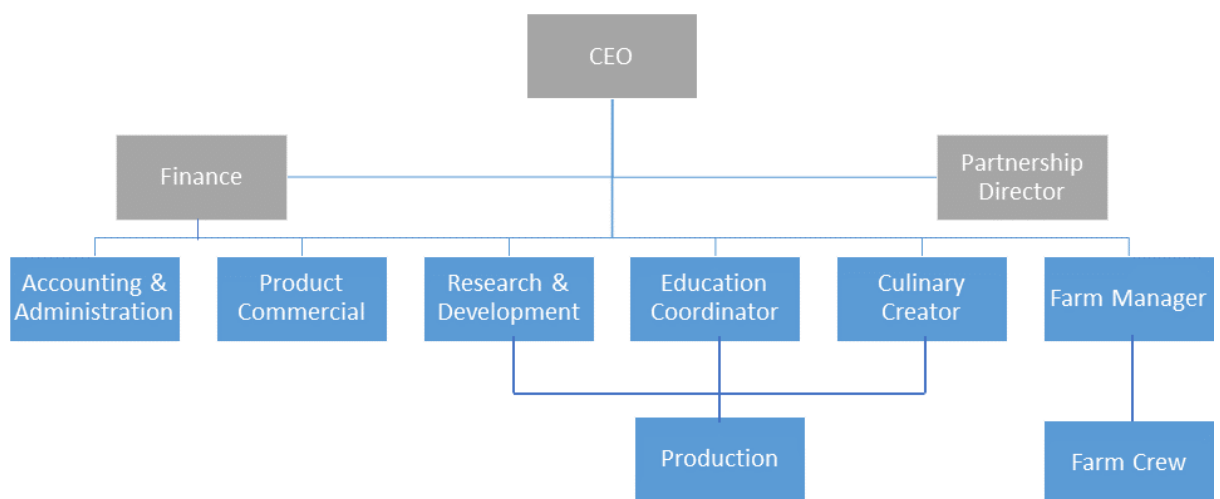 CEO
Finance
Partnership
Director
Accounting &
Administration
Product
Commercial
Research &
Development
Education
Coordinator
Culinary
Creator
Farm Manager
Production
Farm Crew